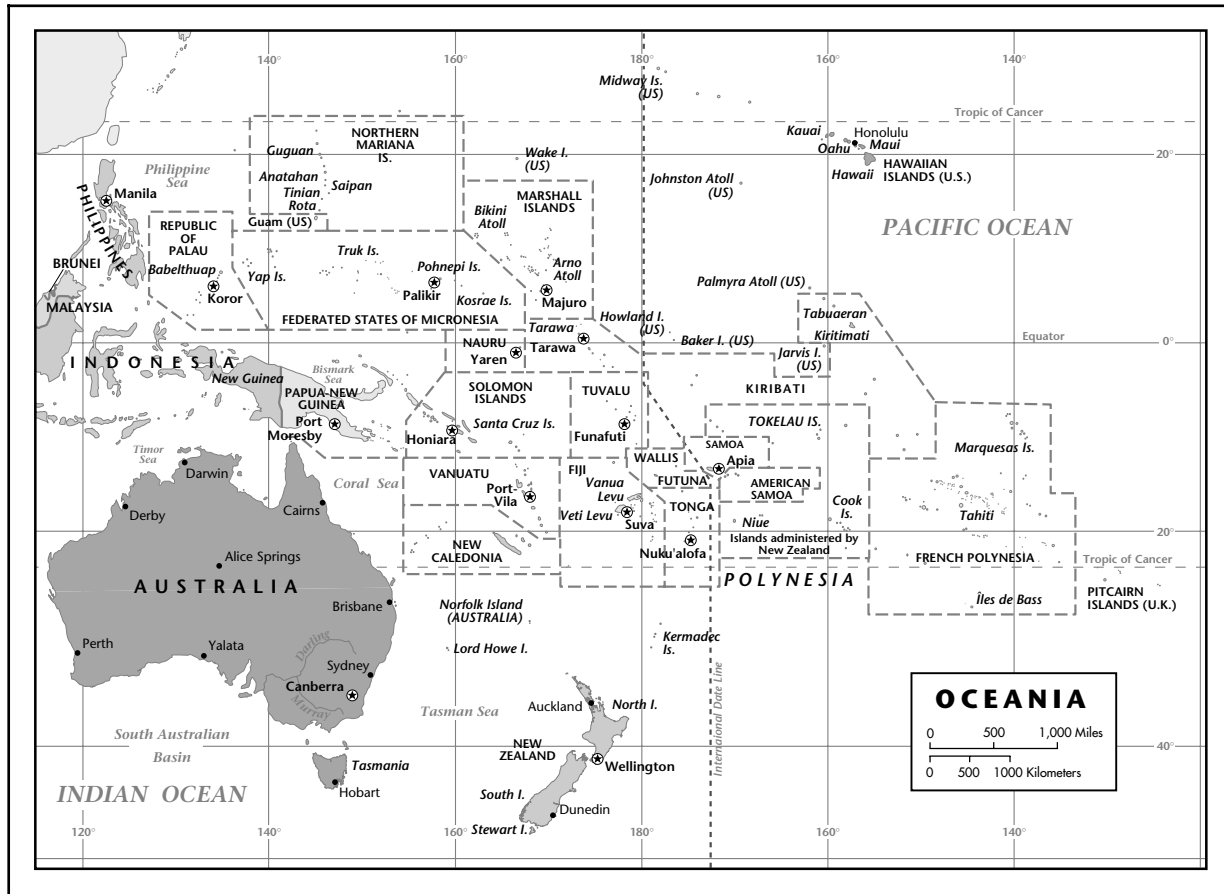 140°
160°
180°
160°
140°
Midway Is.
(US)
Tropic of Cancer
NORTHERN
MARIANA
IS.
Guguan
Anatahan
Tinian
Rota
Saipan
Guam (US)
Philippine
Sea
Manila
PHILIPPINES
Wake I.
(US)
Kauai
Oahu
Honolulu
Maui
Hawaii
HAWAIIAN
ISLANDS (U.S.)
20°
Johnston Atoll
(US)
MARSHALL
ISLANDS
Bikini
Atoll
Arno
Atoll
Majuro
PACIFIC OCEAN
REPUBLIC
OF
PALAU
Babelthuap
Koror
Yap Is.
Truk Is.
Pohnepi Is.
Palikir
Kosrae Is.
FEDERATED STATES OF MICRONESIA
BRUNEI
MALAYSIA
Palmyra Atoll (US)
Tabuaeran
Kiritimati
Howland I.
(US)
Baker I. (US)
Jarvis I.
(US)
Equator
0°
Tarawa
Tarawa
NAURU
Yaren
KIRIBATI
INDONESIA
New Guinea
Bismark
Sea
PAPUA-NEW
GUINEA
Port
Moresby
SOLOMON
ISLANDS
Honiara
Santa Cruz Is.
TUVALU
Funafuti
TOKELAU IS.
Marquesas Is.
WALLIS
FUTUNA
SAMOA
Apia
AMERICAN
SAMOA
Timor
Sea
Darwin
Derby
Cairns
Coral Sea
VANUATU
Port-
Vila
FIJI
Vanua
Levu
Veti Levu
Suva
TONGA
Nuku'alofa
Niue
Cook
Is.
Islands administered by
New Zealand
Tahiti
20°
NEW
CALEDONIA
FRENCH POLYNESIA
Tropic of Cancer
POLYNESIA
Îles de Bass
PITCAIRN
ISLANDS (U.K.)
Alice Springs
AUSTRALIA
Brisbane
Norfolk Island
(AUSTRALIA)
Lord Howe I.
Kermadec
Is.
Perth
Yalata
Darling
Sydney
Canberra
Murray
Tasman Sea
Auckland
North I.
NEW
ZEALAND
Wellington
South I.
Dunedin
Stewart I.
Internaional Date Line
South Australian
Basin
INDIAN OCEAN
Tasmania
Hobart
OCEANIA
0 500 1,000 Miles
0 500 1000 Kilometers
40°
120°
140°
160°
180°
160°
140°